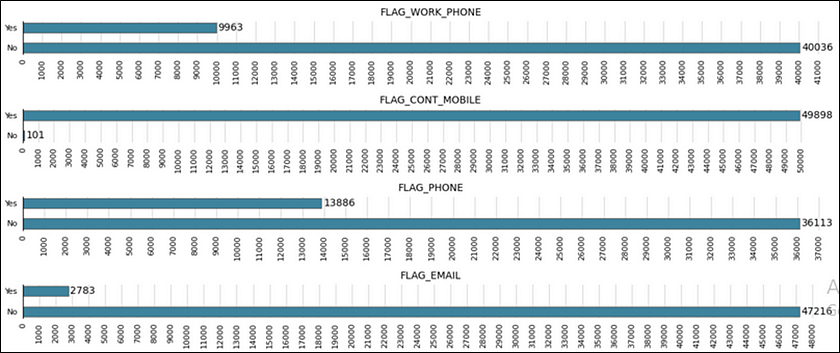 FLAG_WORK_PHONE
Yes 9963
No 40036
0 1000 2000 3000 4000 5000 6000 7000 8000 9000 10000 11000 12000 13000 14000 15000 16000 17000 18000 19000 20000 21000 22000 23000 24000 25000 26000 27000 28000 29000 30000 31000 32000 33000 34000 35000 36000 37000 38000 39000 40000 41000
FLAG_CONT_MOBILE
Yes 49898
No 101
0 1000 2000 3000 4000 5000 6000 7000 8000 9000 10000 11000 12000 13000 14000 15000 16000 17000 18000 19000 20000 21000 22000 23000 24000 25000 26000 27000 28000 29000 30000 31000 32000 33000 34000 35000 36000 37000 38000 39000 40000 41000 42000 43000 44000 45000 46000 47000 48000 49000 50000
FLAG_PHONE
Yes 13886
No 36113
0 1000 2000 3000 4000 5000 6000 7000 8000 9000 10000 11000 12000 13000 14000 15000 16000 17000 18000 19000 20000 21000 22000 23000 24000 25000 26000 27000 28000 29000 30000 31000 32000 33000 34000 35000 36000 37000
FLAG_EMAIL
Yes 2783
No 47216
0 1000 2000 3000 4000 5000 6000 7000 8000 9000 10000 11000 12000 13000 14000 15000 16000 17000 18000 19000 20000 21000 22000 23000 24000 25000 26000 27000 28000 29000 30000 31000 32000 33000 34000 35000 36000 37000 38000 39000 40000 41000 42000 43000 44000 45000 46000 47000 48000